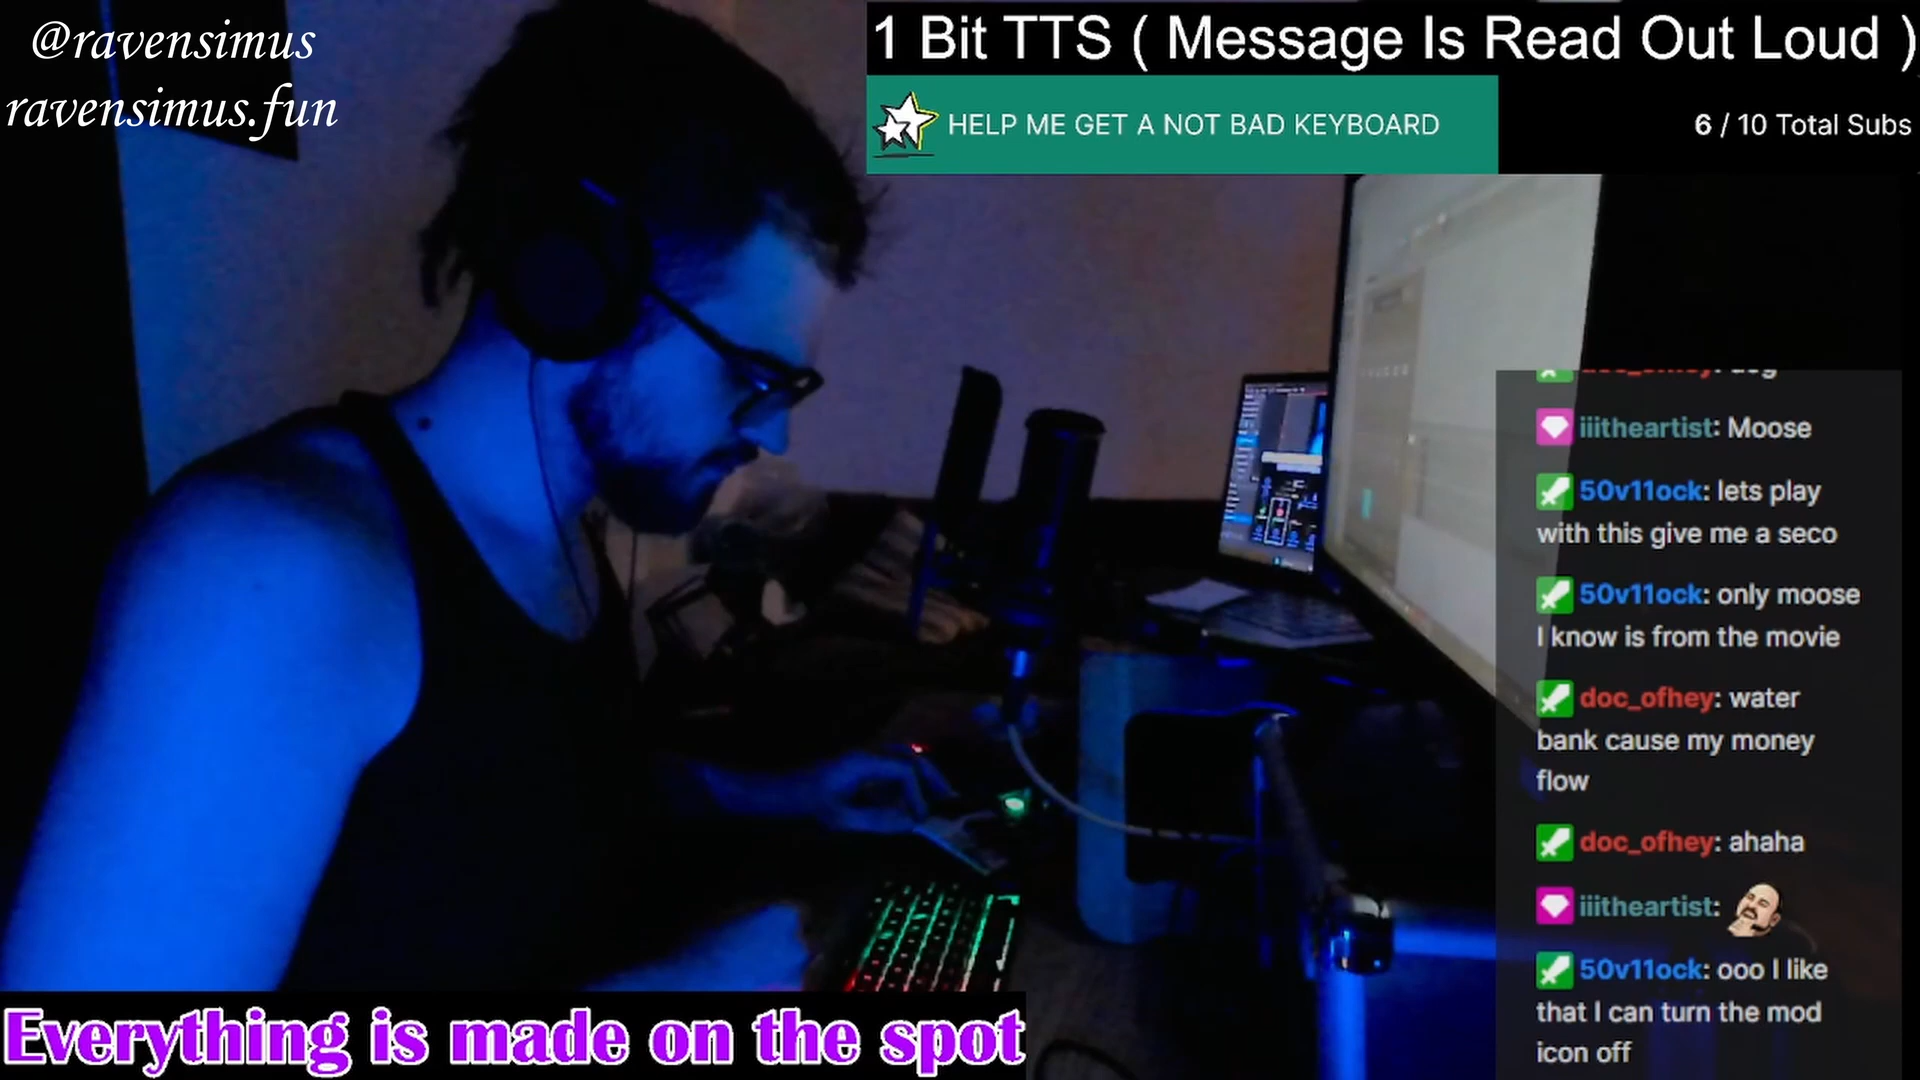 @ravensimus
ravensimus.fun
1 Bit TTS ( Message Is Read Out Loud )
HELP ME GET A NOT BAD KEYBOARD
6 / 10 Total Subs
iiitheartist: Moose
50v11ock: lets play
with this give me a seco
50v11ock: only moose
I know is from the movie
doc_ofhey: water
bank cause my money
flow
doc_ofhey: ahaha
iiitheartist:
50v11ock: ooo I like
that I can turn the mod
icon off
Everything is made on the spot